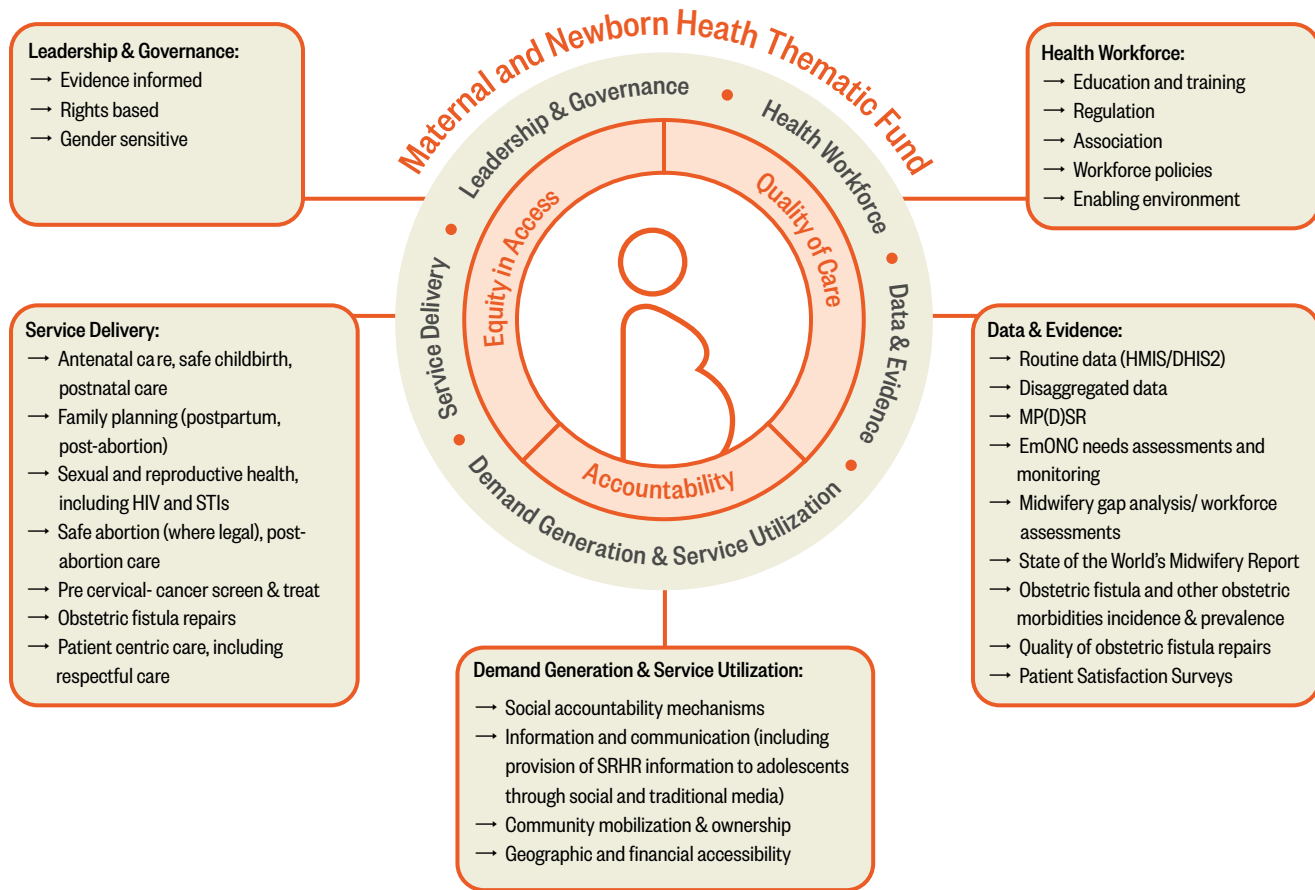 Maternal and Newborn Heath Thematic Fund
Leadership & Governance:
→ Evidence informed
→ Rights based
→ Gender sensitive
Health Workforce:
→ Education and training
→ Regulation
→ Association
→ Workforce policies
→ Enabling environment
Leadership & Governance
•
Health Workforce
•
Data & Evidence
•
Demand Generation & Service Utilization
•
Service Delivery
•
Equity in Access
Quality of Care
Accountability
Service Delivery:
→ Antenatal care, safe childbirth,
postnatal care
→ Family planning (postpartum,
post-abortion)
→ Sexual and reproductive health,
including HIV and STIs
→ Safe abortion (where legal), post-
abortion care
→ Pre cervical- cancer screen & treat
→ Obstetric fistula repairs
→ Patient centric care, including
respectful care
Data & Evidence:
→ Routine data (HMIS/DHIS2)
→ Disaggregated data
→ MP(D)SR
→ EmONC needs assessments and
monitoring
→ Midwifery gap analysis/ workforce
assessments
→ State of the World's Midwifery Report
→ Obstetric fistula and other obstetric
morbidities incidence & prevalence
→ Quality of obstetric fistula repairs
→ Patient Satisfaction Surveys
Demand Generation & Service Utilization:
→ Social accountability mechanisms
→ Information and communication (including
provision of SRHR information to adolescents
through social and traditional media)
→ Community mobilization & ownership
→ Geographic and financial accessibility